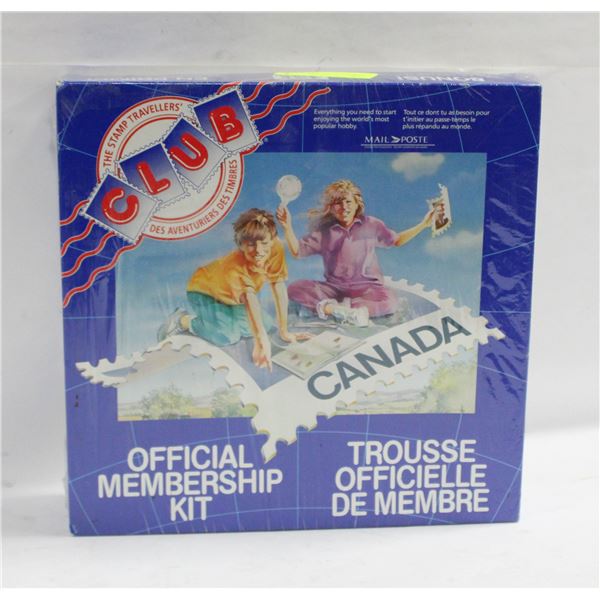 BONUS!
THE STAMP TRAVELLERS'
CLUB
DES AVENTURIERS DES TIMBRES
Everything you need to start
enjoying the world's most
popular hobby.
Tout ce dont tu as besoin pour
t'initier au passe-temps le
plus répandu au monde.
MAIL POSTE
CANADA
OFFICIAL
MEMBERSHIP
KIT
TROUSSE
OFFICIELLE
DE MEMBRE